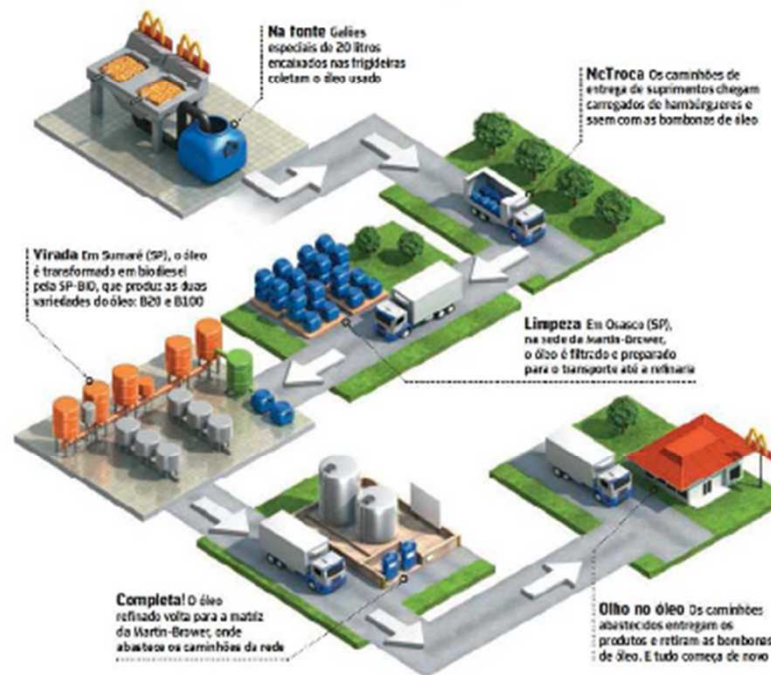 Na fonte Galões
especiais de 20 litros
encaixados nas frigideiras
coletam o óleo usado
McTroca Os caminhões de
entrega de suprimentos chegam
carregados de hambúrgueres e
saem com as bombonas de óleo
Virada Em Sumaré (SP), o óleo
é transformado em biodiesel
pela SP-BIO, que produz as duas
variedades do óleo: B20 e B100
Limpeza Em Osasco (SP),
na sede da Martin-Brower,
o óleo é filtrado e preparado
para o transporte até a refinaria
Completa! O óleo
refinado volta para a matriz
da Martin-Brower, onde
abastece os caminhões da rede
Olho no óleo Os caminhões
abastecidos entregam os
produtos e retiram as bombonas
de óleo. E tudo começa de novo